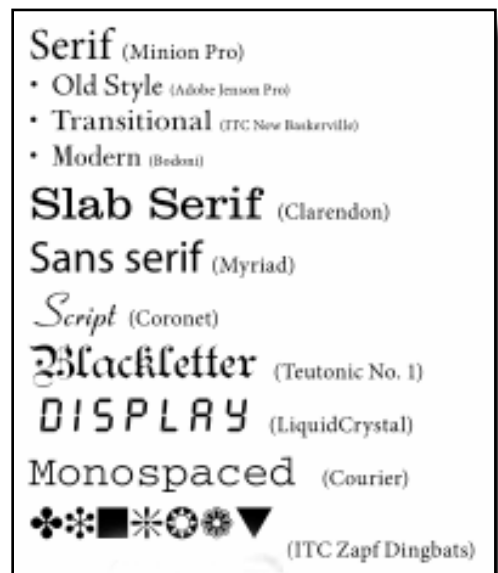 Serif (Minion Pro)
• Old Style (Adobe Jenson Pro)
• Transitional (ITC New Baskerville)
• Modern (Bodoni)
Slab Serif (Clarendon)
Sans serif (Myriad)
Script (Coronet)
Blackletter (Teutonic No. 1)
DISPLAY (LiquidCrystal)
Monospaced (Courier)
✤✻■✳❂❁▼ (ITC Zapf Dingbats)